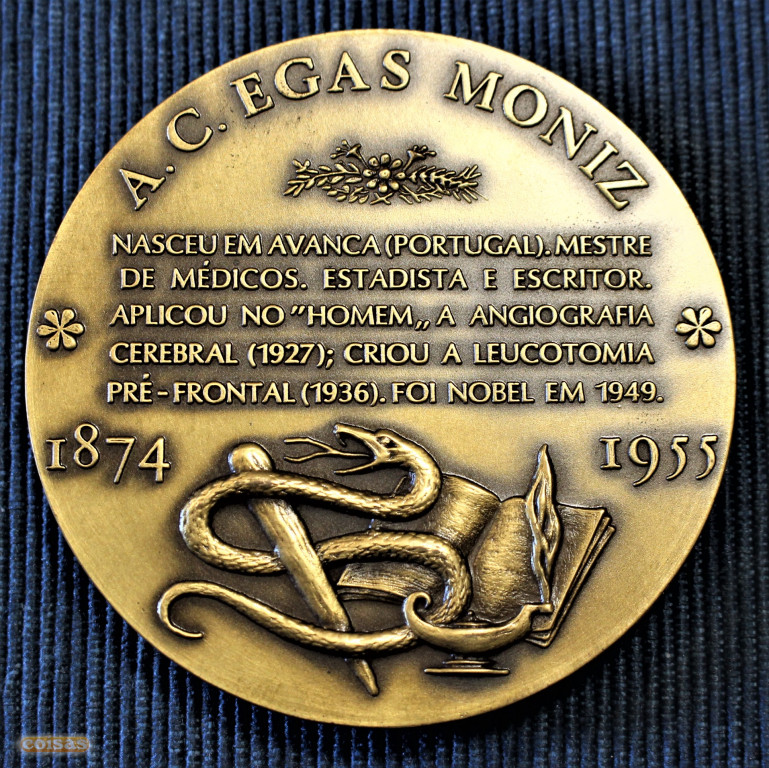 A. C. EGAS MONIZ
NASCEU EM AVANCA (PORTUGAL). MESTRE
DE MÉDICOS. ESTADISTA E ESCRITOR.
APLICOU NO "HOMEM,, A ANGIOGRAFIA
CEREBRAL (1927); CRIOU A LEUCOTOMIA
PRÉ-FRONTAL (1936). FOI NOBEL EM 1949.
1874 1955
coisas